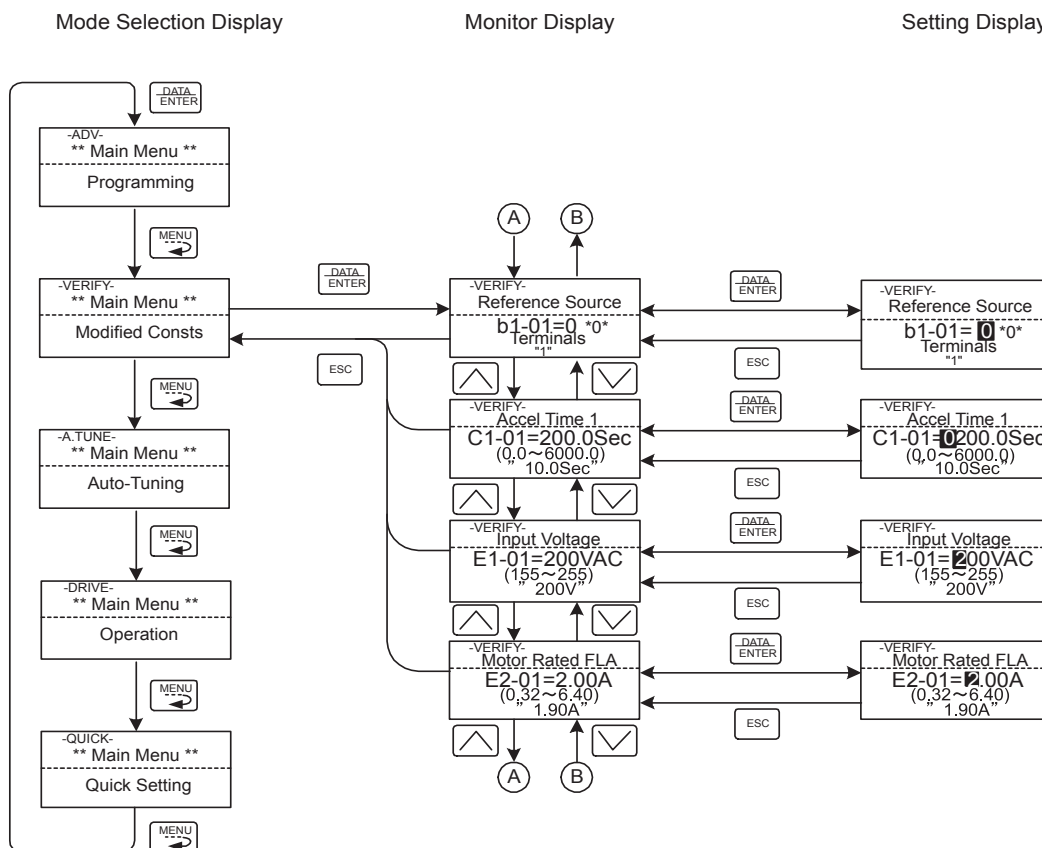 Mode Selection Display
Monitor Display
Setting Display
DATA
ENTER
-ADV-
** Main Menu **
Programming
MENU
-VERIFY-
** Main Menu **
Modified Consts
MENU
-A.TUNE-
** Main Menu **
Auto-Tuning
MENU
-DRIVE-
** Main Menu **
Operation
MENU
-QUICK-
** Main Menu **
Quick Setting
MENU
DATA
ENTER
ESC
A
B
-VERIFY-
Reference Source
b1-01=0 *0*
Terminals
"1"
-VERIFY-
Accel Time 1
C1-01=200.0Sec
(0.0~6000.0)
" 10.0Sec"
-VERIFY-
Input Voltage
E1-01=200VAC
(155~255)
" 200V"
-VERIFY-
Motor Rated FLA
E2-01=2.00A
(0.32~6.40)
" 1.90A"
A
B
DATA
ENTER
ESC
DATA
ENTER
ESC
DATA
ENTER
ESC
DATA
ENTER
ESC
-VERIFY-
Reference Source
b1-01= 0 *0*
Terminals
"1"
-VERIFY-
Accel Time 1
C1-01=0200.0Sec
(0.0~6000.0)
" 10.0Sec"
-VERIFY-
Input Voltage
E1-01= 200VAC
(155~255)
" 200V"
-VERIFY-
Motor Rated FLA
E2-01= 2.00A
(0.32~6.40)
" 1.90A"